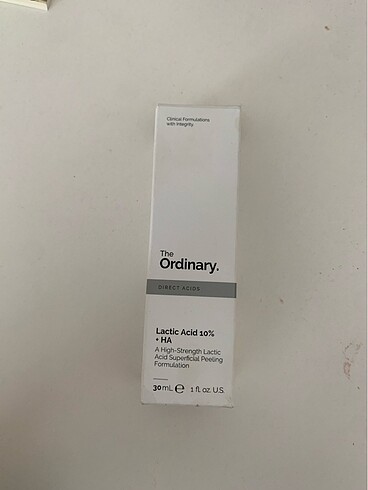 Clinical Formulations
with Integrity.
The
Ordinary.
DIRECT ACIDS
Lactic Acid 10%
+ HA
A High-Strength Lactic
Acid Superficial Peeling
Formulation
30 mL ℮ 1 fl. oz. U.S.